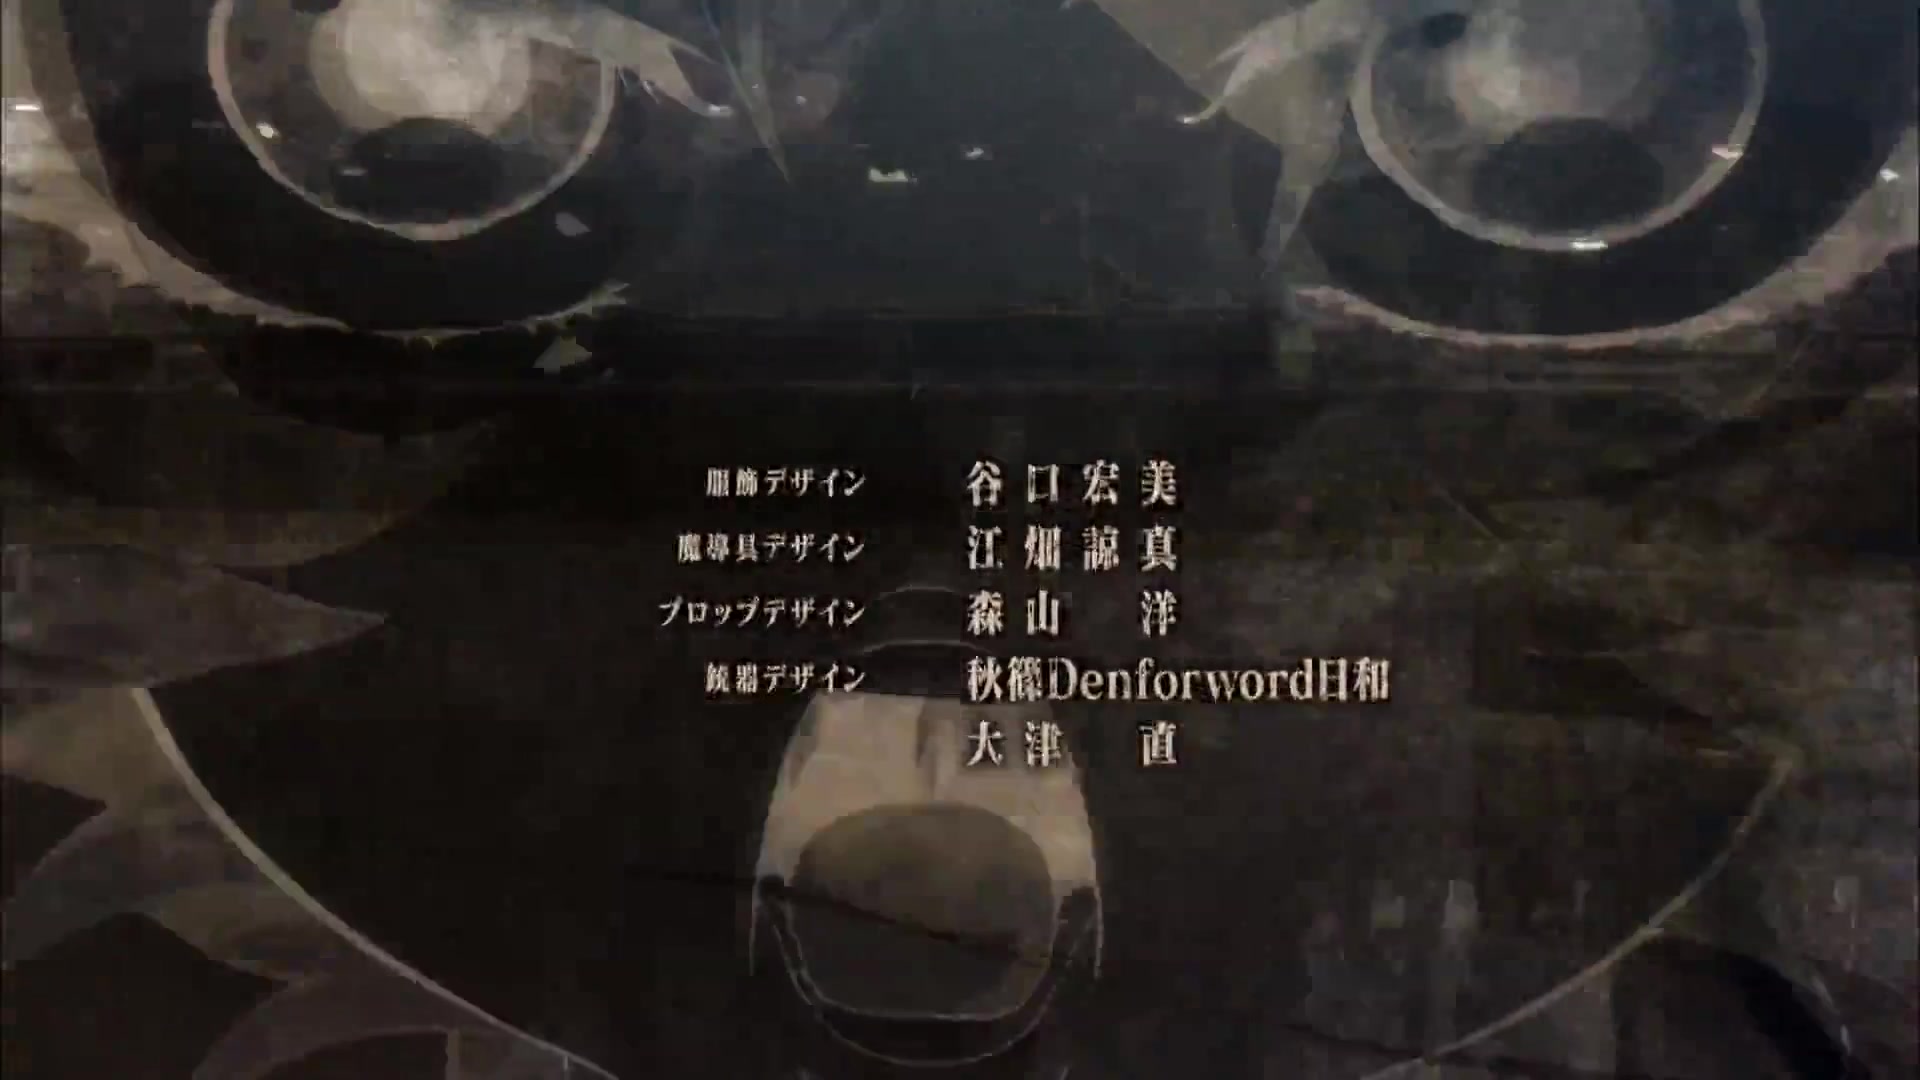 服飾デザイン 谷口宏美
魔導具デザイン 江畑諒真
プロップデザイン 森山 洋
銃器デザイン 秋篠Denforword日和
大津 直